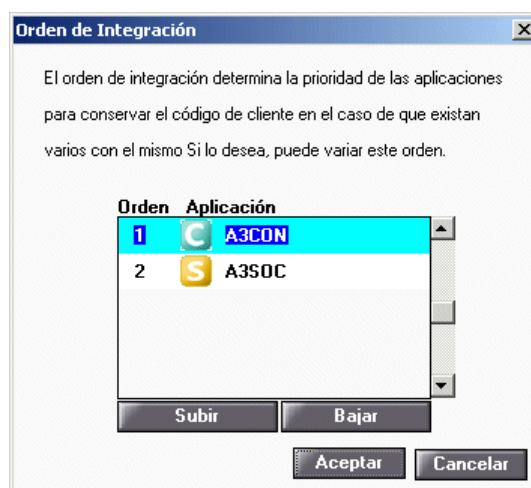 Orden de Integración
El orden de integración determina la prioridad de las aplicaciones
para conservar el código de cliente en el caso de que existan
varios con el mismo Si lo desea, puede variar este orden.
Orden Aplicación
1 C A3CON
2 S A3SOC
Subir Bajar
Aceptar Cancelar